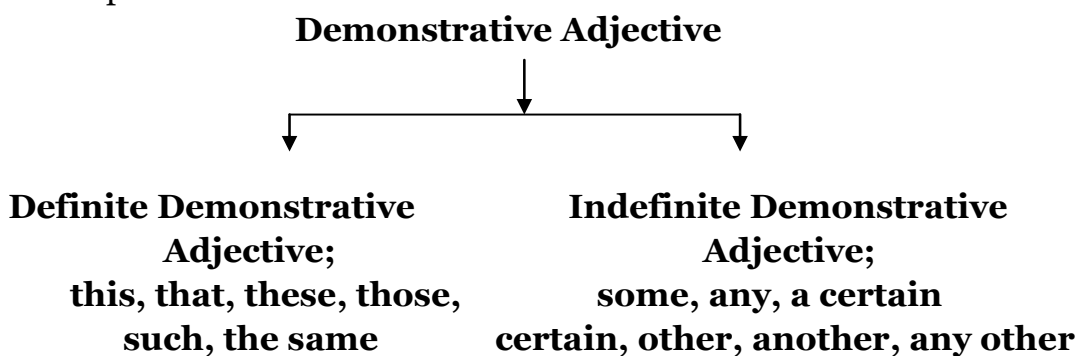 Demonstrative Adjective
Definite Demonstrative
Adjective;
this, that, these, those,
such, the same
Indefinite Demonstrative
Adjective;
some, any, a certain
certain, other, another, any other